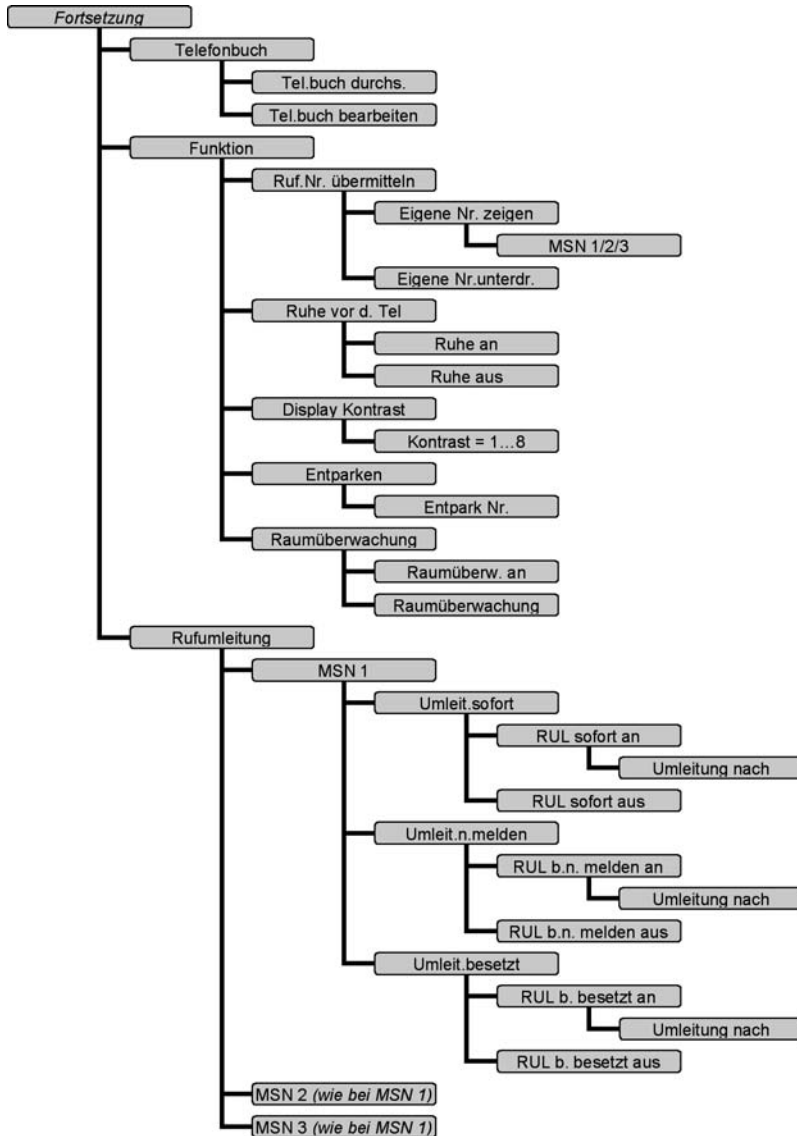 Fortsetzung
Telefonbuch
Tel.buch durchs.
Tel.buch bearbeiten
Funktion
Ruf.Nr. übermitteln
Eigene Nr. zeigen
MSN 1/2/3
Eigene Nr.unterdr.
Ruhe vor d. Tel
Ruhe an
Ruhe aus
Display Kontrast
Kontrast = 1...8
Entparken
Entpark Nr.
Raumüberwachung
Raumüberw. an
Raumüberwachung
Rufumleitung
MSN 1
Umleit.sofort
RUL sofort an
Umleitung nach
RUL sofort aus
Umleit.n.melden
RUL b.n. melden an
Umleitung nach
RUL b.n. melden aus
Umleit.besetzt
RUL b. besetzt an
Umleitung nach
RUL b. besetzt aus
MSN 2 (wie bei MSN 1)
MSN 3 (wie bei MSN 1)